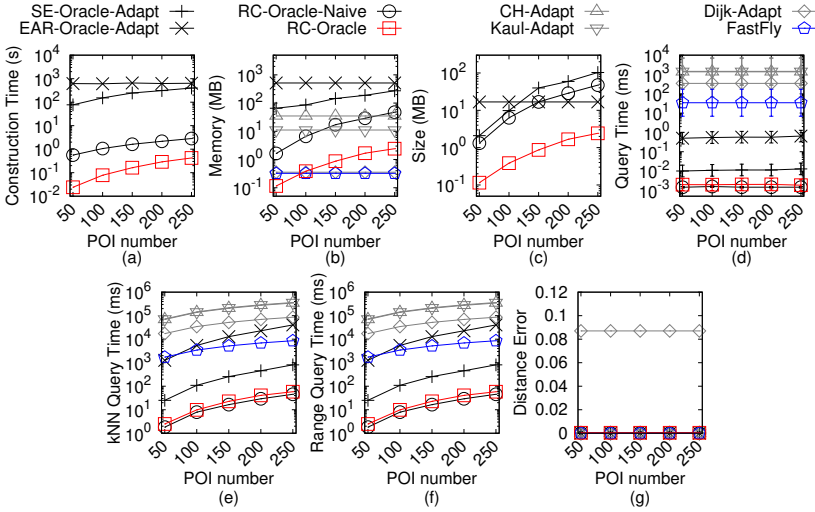 SE-Oracle-Adapt RC-Oracle-Naive CH-Adapt Dijk-Adapt
EAR-Oracle-Adapt RC-Oracle Kaul-Adapt FastFly
Construction Time (s)
10^4
10^3
10^2
10^1
10^0
10^-1
10^-2
50 100 150 200 250
POI number
(a)
Memory (MB)
10^3
10^2
10^1
10^0
10^-1
50 100 150 200 250
POI number
(b)
Size (MB)
10^2
10^1
10^0
10^-1
50 100 150 200 250
POI number
(c)
Query Time (ms)
10^4
10^3
10^2
10^1
10^0
10^-1
10^-2
10^-3
50 100 150 200 250
POI number
(d)
kNN Query Time (ms)
10^6
10^5
10^4
10^3
10^2
10^1
10^0
50 100 150 200 250
POI number
(e)
Range Query Time (ms)
10^6
10^5
10^4
10^3
10^2
10^1
10^0
50 100 150 200 250
POI number
(f)
Distance Error
0.12
0.1
0.08
0.06
0.04
0.02
0
50 100 150 200 250
POI number
(g)